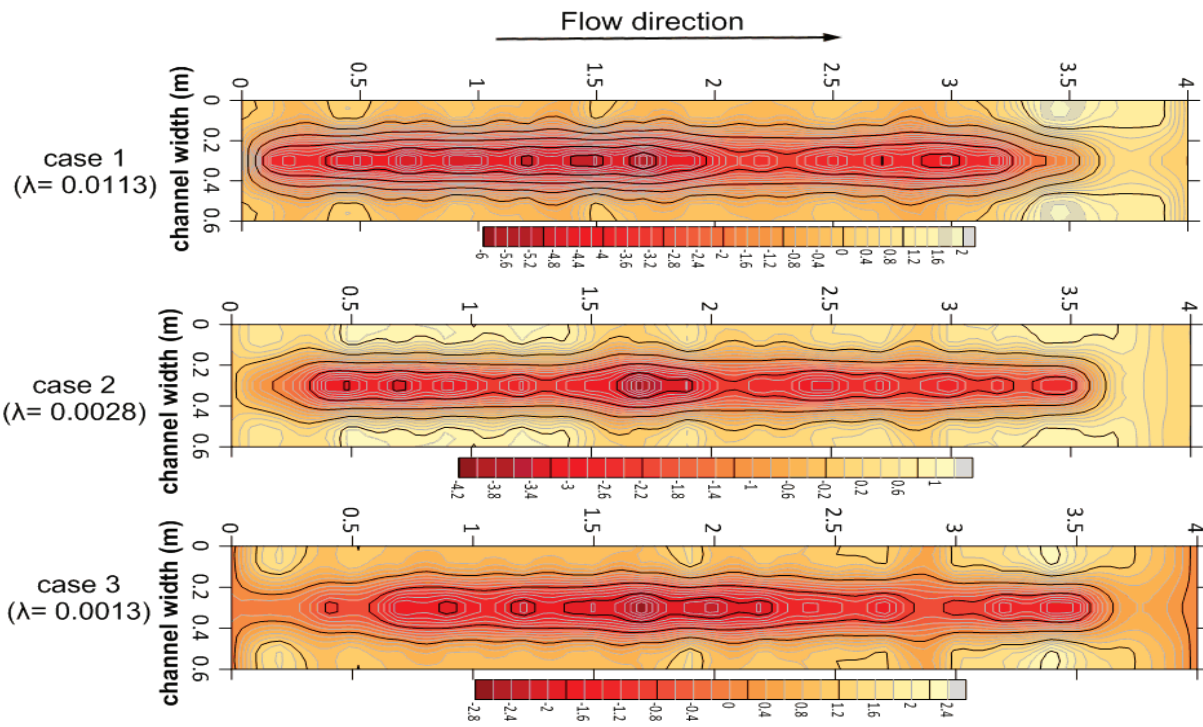 Flow direction
0 0.5 1 1.5 2 2.5 3 3.5 4
case 1
(λ= 0.0113)
channel width (m)
0 0.2 0.4 0.6
-6 -5.6 -5.2 -4.8 -4.4 -4 -3.6 -3.2 -2.8 -2.4 -2 -1.6 -1.2 -0.8 -0.4 0 0.4 0.8 1.2 1.6 2
0 0.5 1 1.5 2 2.5 3 3.5 4
case 2
(λ= 0.0028)
channel width (m)
0 0.2 0.4 0.6
-4.2 -3.8 -3.4 -3 -2.6 -2.2 -1.8 -1.4 -1 -0.6 -0.2 0.2 0.6 1
0 0.5 1 1.5 2 2.5 3 3.5 4
case 3
(λ= 0.0013)
channel width (m)
0 0.2 0.4 0.6
-2.8 -2.4 -2 -1.6 -1.2 -0.8 -0.4 0 0.4 0.8 1.2 1.6 2 2.4